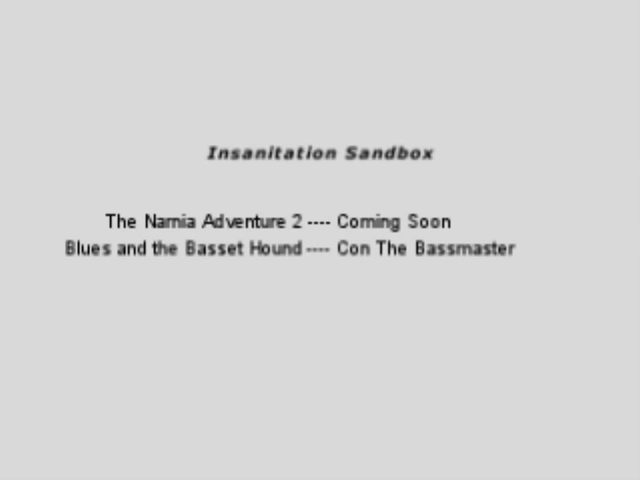 Insanitation Sandbox
The Narnia Adventure 2 ---- Coming Soon
Blues and the Basset Hound ---- Con The Bassmaster